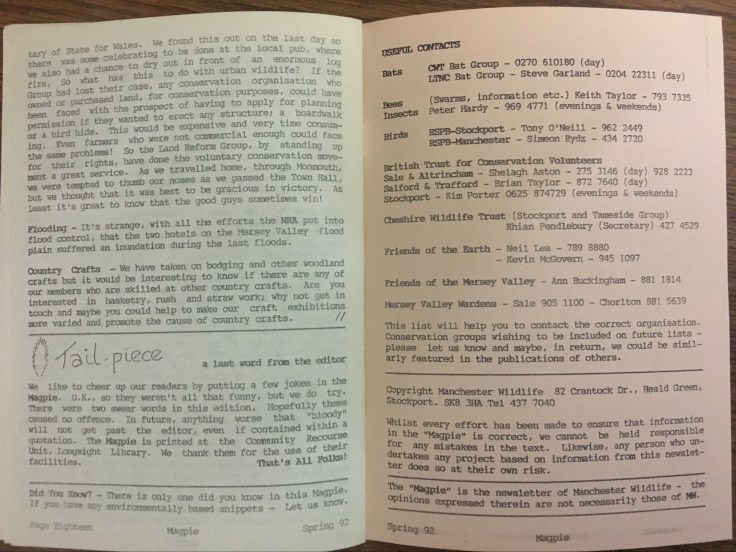 tary of State for Wales. We found this out on the last day so
there was some celebrating to be done at the local pub, where
we also had a chance to dry out in front of an enormous log
fire. So what has this to do with urban wildlife? If the
Group had lost their case, any conservation organisation who
owned or purchased land, for conservation purposes, could have
been faced with the prospect of having to apply for planning
permission if they wanted to erect any structure; a boardwalk
or a bird hide. This would be expensive and very time consum-
ing. Even farmers who were not commercial enough could face
the same problems! So the Land Reform Group, by standing up
for their rights, have done the voluntary conservation move-
ment a great service. As we travelled home, through Monmouth,
we were tempted to thumb our noses as we passed the Town Hall,
but we thought that it was best to be gracious in victory. At
least it's great to know that the good guys sometimes win!
Flooding - It's strange, with all the efforts the NRA put into
flood control, that the two hotels on the Mersey Valley flood
plain suffered an inundation during the last floods.
Country Crafts - We have taken on bodging and other woodland
crafts but it would be interesting to know if there are any of
our members who are skilled at other country crafts. Are you
interested in basketry, rush and straw work; why not get in
touch and maybe you could help to make our craft exhibitions
more varied and promote the cause of country crafts. //
Tail-piece
a last word from the editor
We like to cheer up our readers by putting a few jokes in the
Magpie. O.K., so they weren't all that funny, but we do try.
There were two swear words in this edition. Hopefully these
caused no offence. In future, anything worse that "bloody"
will not get past the editor, even if contained within a
quotation. The Magpie is printed at the Community Recourse
Unit, Longsight Library. We thank them for the use of their
facilities. That's All Folks!
Did You Know? - There is only one did you know in this Magpie.
If you have any environmentally based snippets - Let us know.
Page Eighteen Magpie Spring 92
USEFUL CONTACTS
Bats CWT Bat Group - 0270 610180 (day)
LTNC Bat Group - Steve Garland - 0204 22311 (day)
Bees (Swarms, information etc.) Keith Taylor - 793 7335
Insects Peter Hardy - 969 4771 (evenings & weekends)
Birds RSPB-Stockport - Tony O'Neill - 962 2449
RSPB-Manchester - Simeon Rydz - 434 2720
British Trust for Conservation Volunteers
Sale & Altrincham - Shelagh Aston - 275 3146 (day) 928 2223
Salford & Trafford - Brian Taylor - 872 7640 (day)
Stockport - Kim Porter 0625 874729 (evenings & weekends)
Cheshire Wildlife Trust (Stockport and Tameside Group)
Rhian Pendlebury (Secretary) 427 4529
Friends of the Earth - Neil Lea - 789 8880
- Kevin McGovern - 945 1097
Friends of the Mersey Valley - Ann Buckingham - 881 1814
Mersey Valley Wardens - Sale 905 1100 - Chorlton 881 5639
This list will help you to contact the correct organisation.
Conservation groups wishing to be included on future lists -
please let us know and maybe, in return, we could be simil-
arly featured in the publications of others.
Copyright Manchester Wildlife 82 Crantock Dr., Heald Green,
Stockport. SK8 3HA Tel 437 7040
Whilst every effort has been made to ensure that information
in the "Magpie" is correct, we cannot be held responsible
for any mistakes in the text. Likewise, any person who un-
dertakes any project based on information from this newslet-
ter does so at their own risk.
The "Magpie" is the newsletter of Manchester Wildlife - the
opinions expressed therein are not necessarily those of MW.
Spring 92 Magpie